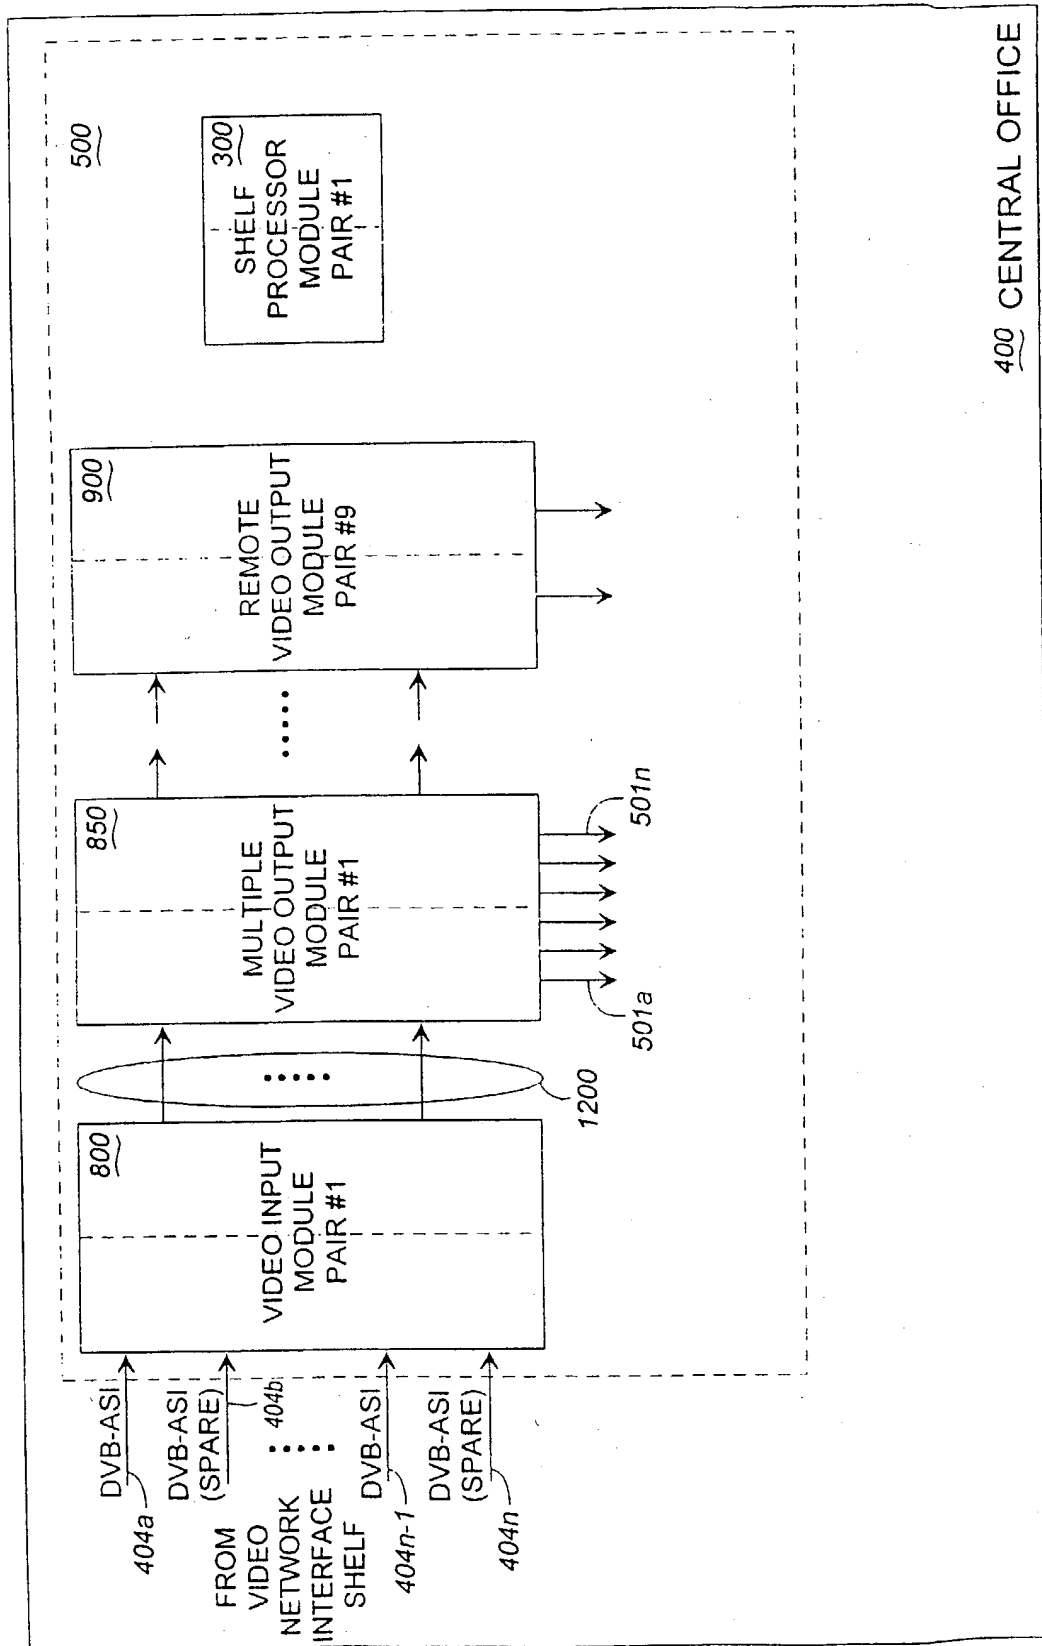 500
300
SHELF
PROCESSOR
MODULE
PAIR #1
900
REMOTE
VIDEO OUTPUT
MODULE
PAIR #9
850
MULTIPLE
VIDEO OUTPUT
MODULE
PAIR #1
501a
501n
1200
800
VIDEO INPUT
MODULE
PAIR #1
DVB-ASI
404a
DVB-ASI
(SPARE)
404b
FROM
VIDEO
NETWORK
INTERFACE
SHELF
DVB-ASI
404n-1
DVB-ASI
(SPARE)
404n
400 CENTRAL OFFICE